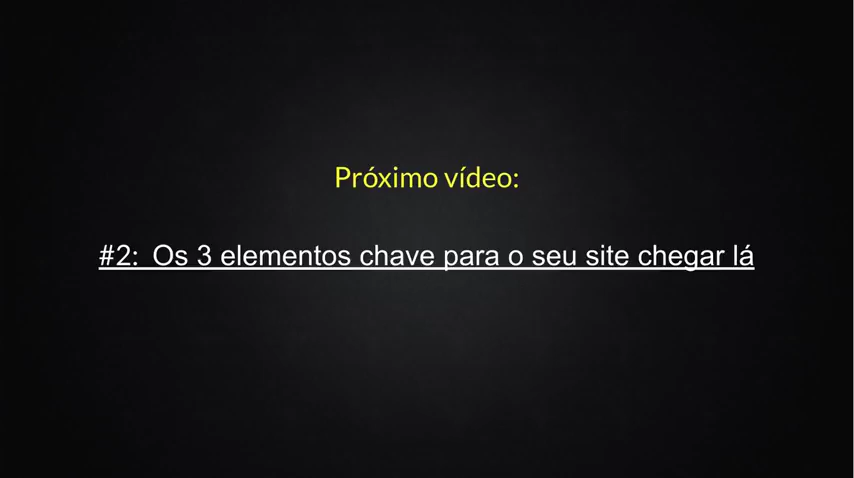 Próximo vídeo:
#2: Os 3 elementos chave para o seu site chegar lá